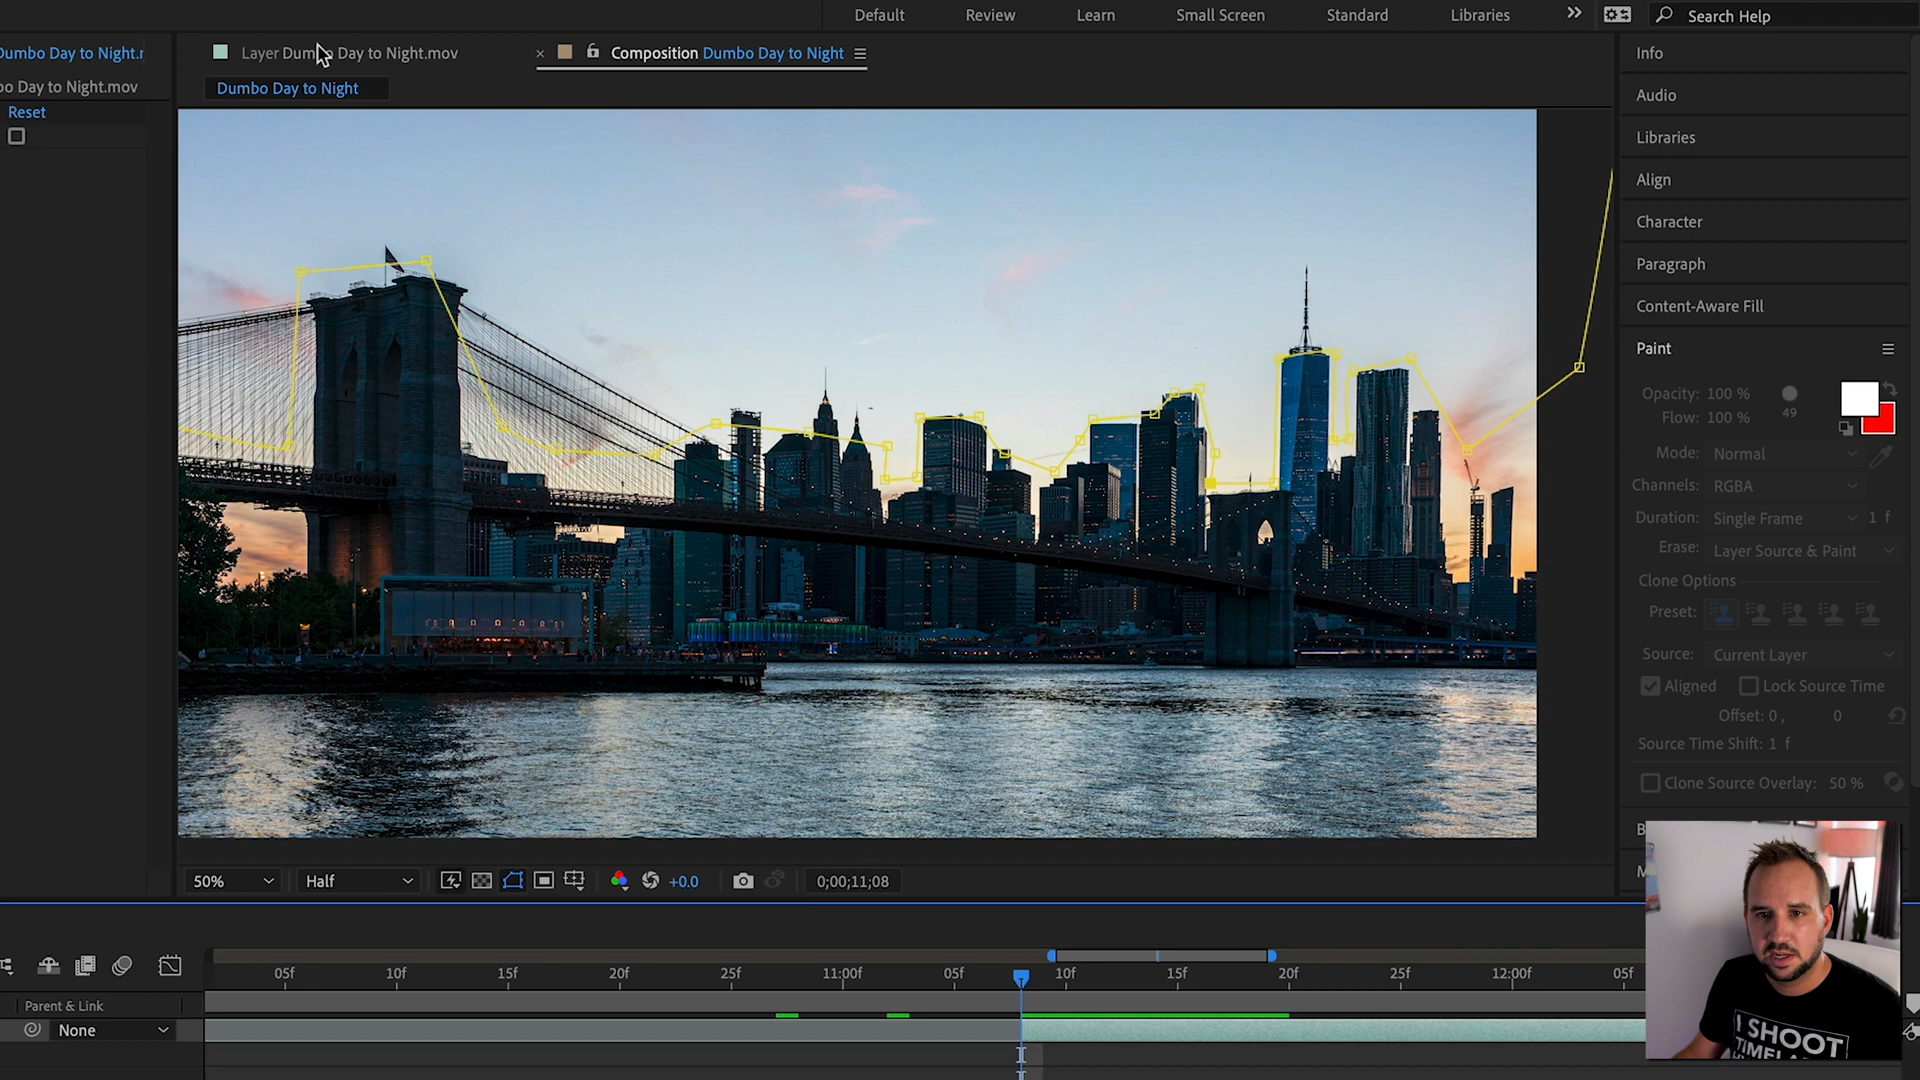 Default
Review
Learn
Small Screen
Standard
Libraries
Search Help
Dumbo Day to Night.
Layer Dumbo Day to Night.mov
Composition Dumbo Day to Night
Info
Day to Night.mov
Dumbo Day to Night
Reset
Audio
Libraries
Align
Character
Paragraph
Content-Aware Fill
Paint
Opacity: 100 %
Flow: 100 %
49
Mode: Normal
Channels: RGBA
Duration: Single Frame 1 f
Erase: Layer Source & Paint
Clone Options
Preset:
Source: Current Layer
Aligned
Lock Source Time
Offset: 0, 0
Source Time Shift: 1 f
Clone Source Overlay: 50 %
50%
Half
+0.0
0;00;11;08
05f
10f
15f
20f
25f
11:00f
05f
10f
15f
20f
25f
12:00f
05f
Parent & Link
None
I SHOOT